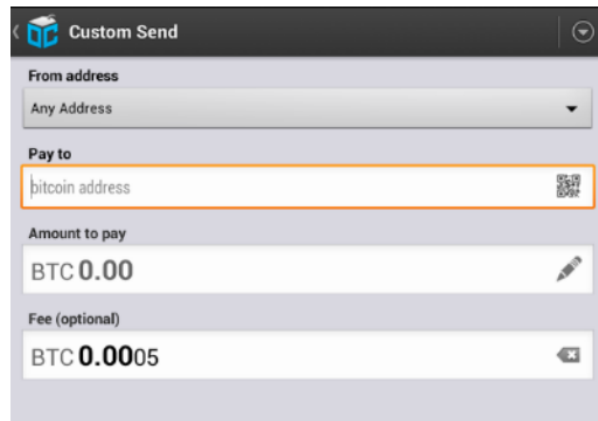 Custom Send
From address
Any Address
Pay to
bitcoin address
Amount to pay
BTC 0.00
Fee (optional)
BTC 0.0005